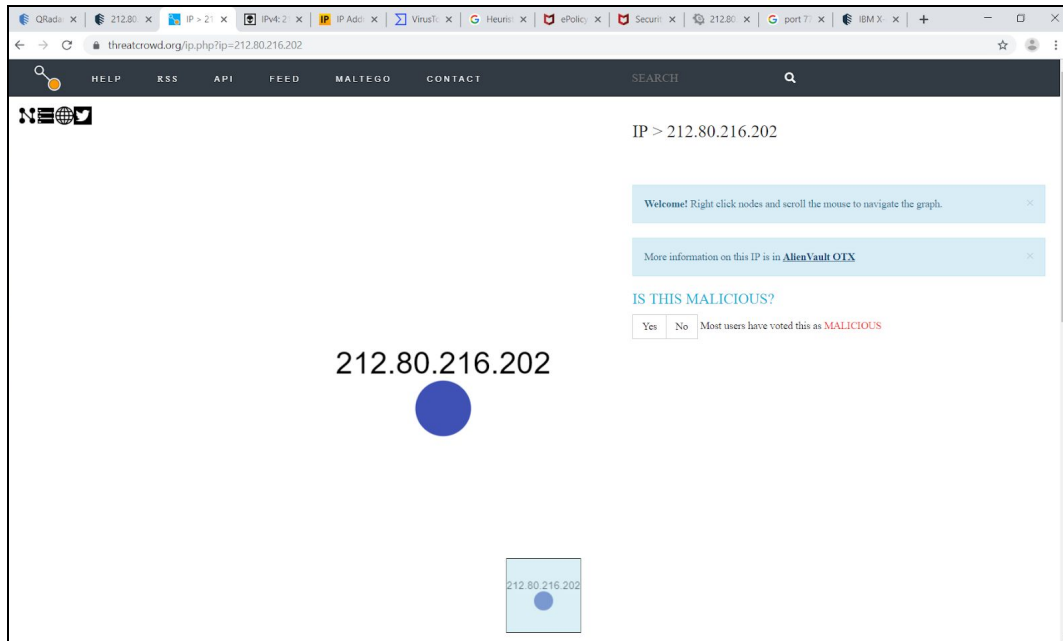 QRada
212.80
IP > 21
IPv4: 2
IP IP Add
VirusTo
G Heurist
ePolicy
Securit
212.80
G port 7
IBM X-
threatcrowd.org/ip.php?ip=212.80.216.202
HELP RSS API FEED MALTEGO CONTACT SEARCH
IP > 212.80.216.202
Welcome! Right click nodes and scroll the mouse to navigate the graph.
More information on this IP is in AlienVault OTX
IS THIS MALICIOUS?
Yes No Most users have voted this as MALICIOUS
212.80.216.202
212.80.216.202